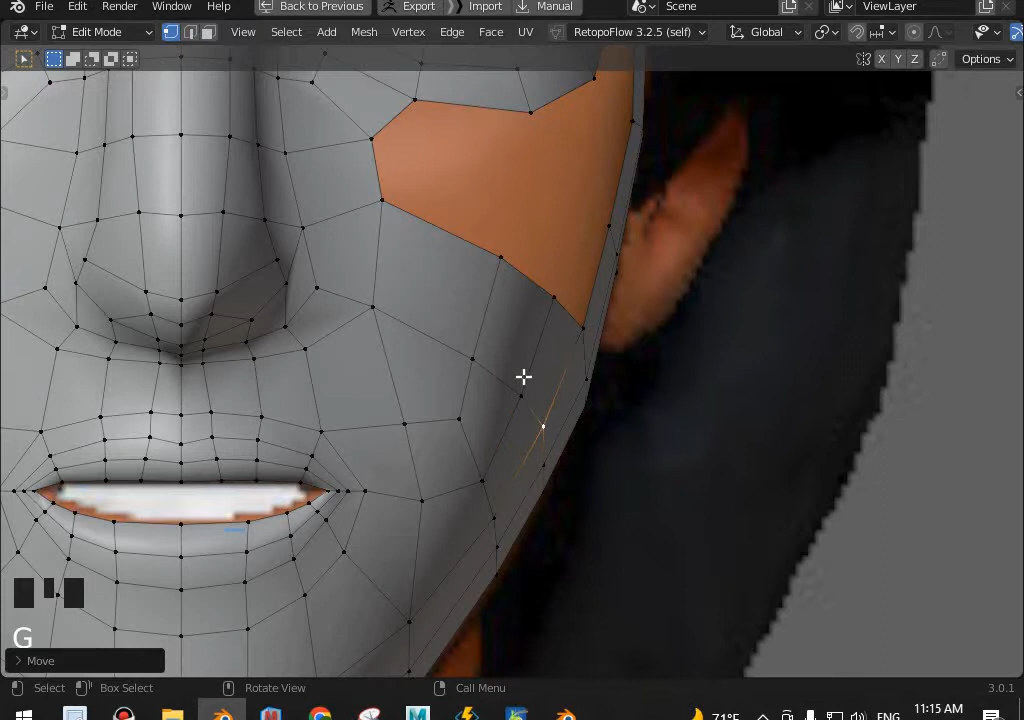 File Edit Render Window Help Back to Previous Export Import Manual Scene ViewLayer
Edit Mode View Select Add Mesh Vertex Edge Face UV RetopoFlow 3.2.5 (self) Global
X Y Z Options
G
Move
Select Box Select Rotate View Call Menu 3.0.1
71°F ENG 11:15 AM